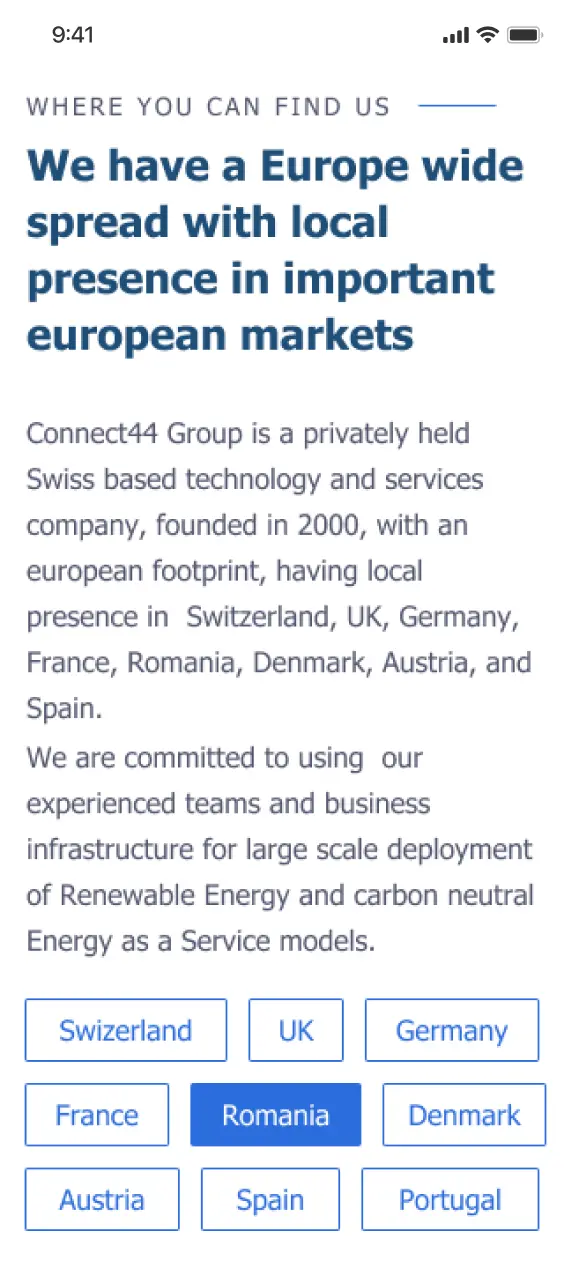 9:41
WHERE YOU CAN FIND US
We have a Europe wide
spread with local
presence in important
european markets
Connect44 Group is a privately held
Swiss based technology and services
company, founded in 2000, with an
european footprint, having local
presence in  Switzerland, UK, Germany,
France, Romania, Denmark, Austria, and
Spain.
We are committed to using  our
experienced teams and business
infrastructure for large scale deployment
of Renewable Energy and carbon neutral
Energy as a Service models.
Swizerland UK Germany
France Romania Denmark
Austria Spain Portugal